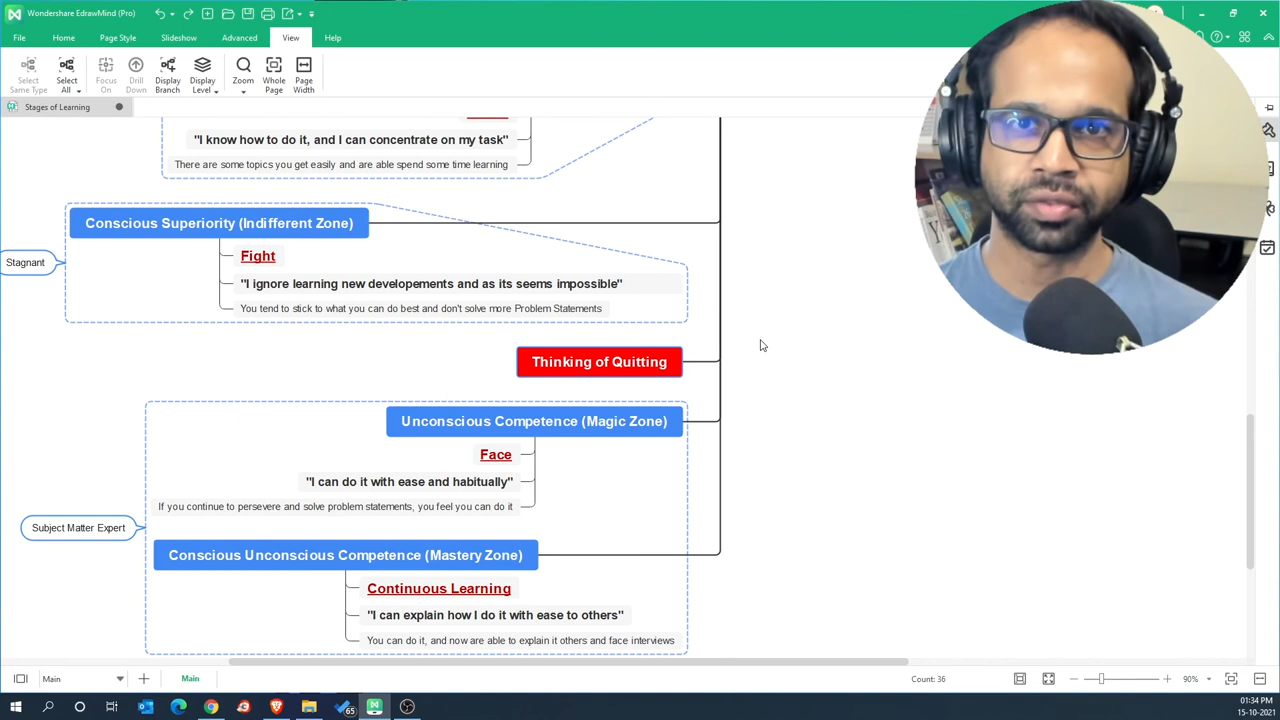 Wondershare EdrawMind (Pro)
File Home Page Style Slideshow Advanced View Help
Select Same Type
Select All
Focus On
Drill Down
Display Branch
Display Level
Zoom
Whole Page
Page Width
Stages of Learning
"I know how to do it, and I can concentrate on my task"
There are some topics you get easily and are able spend some time learning
Conscious Superiority (Indifferent Zone)
Stagnant
Fight
"I ignore learning new developements and as its seems impossible"
You tend to stick to what you can do best and don't solve more Problem Statements
Thinking of Quitting
Unconscious Competence (Magic Zone)
Face
"I can do it with ease and habitually"
If you continue to persevere and solve problem statements, you feel you can do it
Subject Matter Expert
Conscious Unconscious Competence (Mastery Zone)
Continuous Learning
"I can explain how I do it with ease to others"
You can do it, and now are able to explain it others and face interviews
Main
Main
Count: 36
90%
65
01:34 PM
15-10-2021